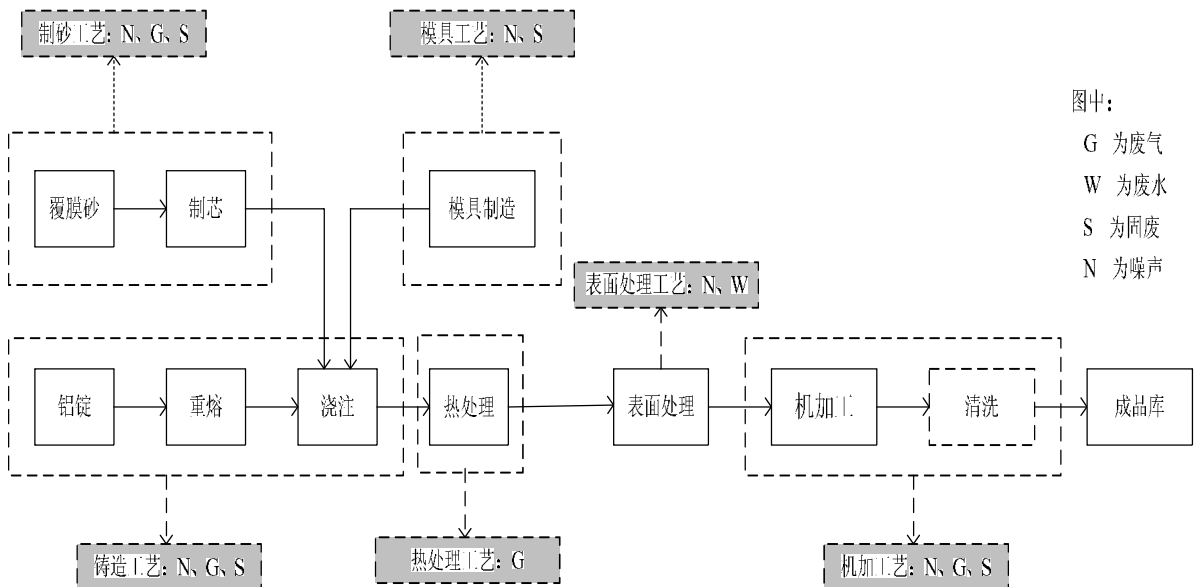 制砂工艺：N、G、S
模具工艺：N、S
图中：
G 为废气
W 为废水
S 为固废
N 为噪声
覆膜砂
制芯
模具制造
表面处理工艺：N、W
铝锭
重熔
浇注
热处理
表面处理
机加工
清洗
成品库
铸造工艺：N、G、S
热处理工艺：G
机加工艺：N、G、S